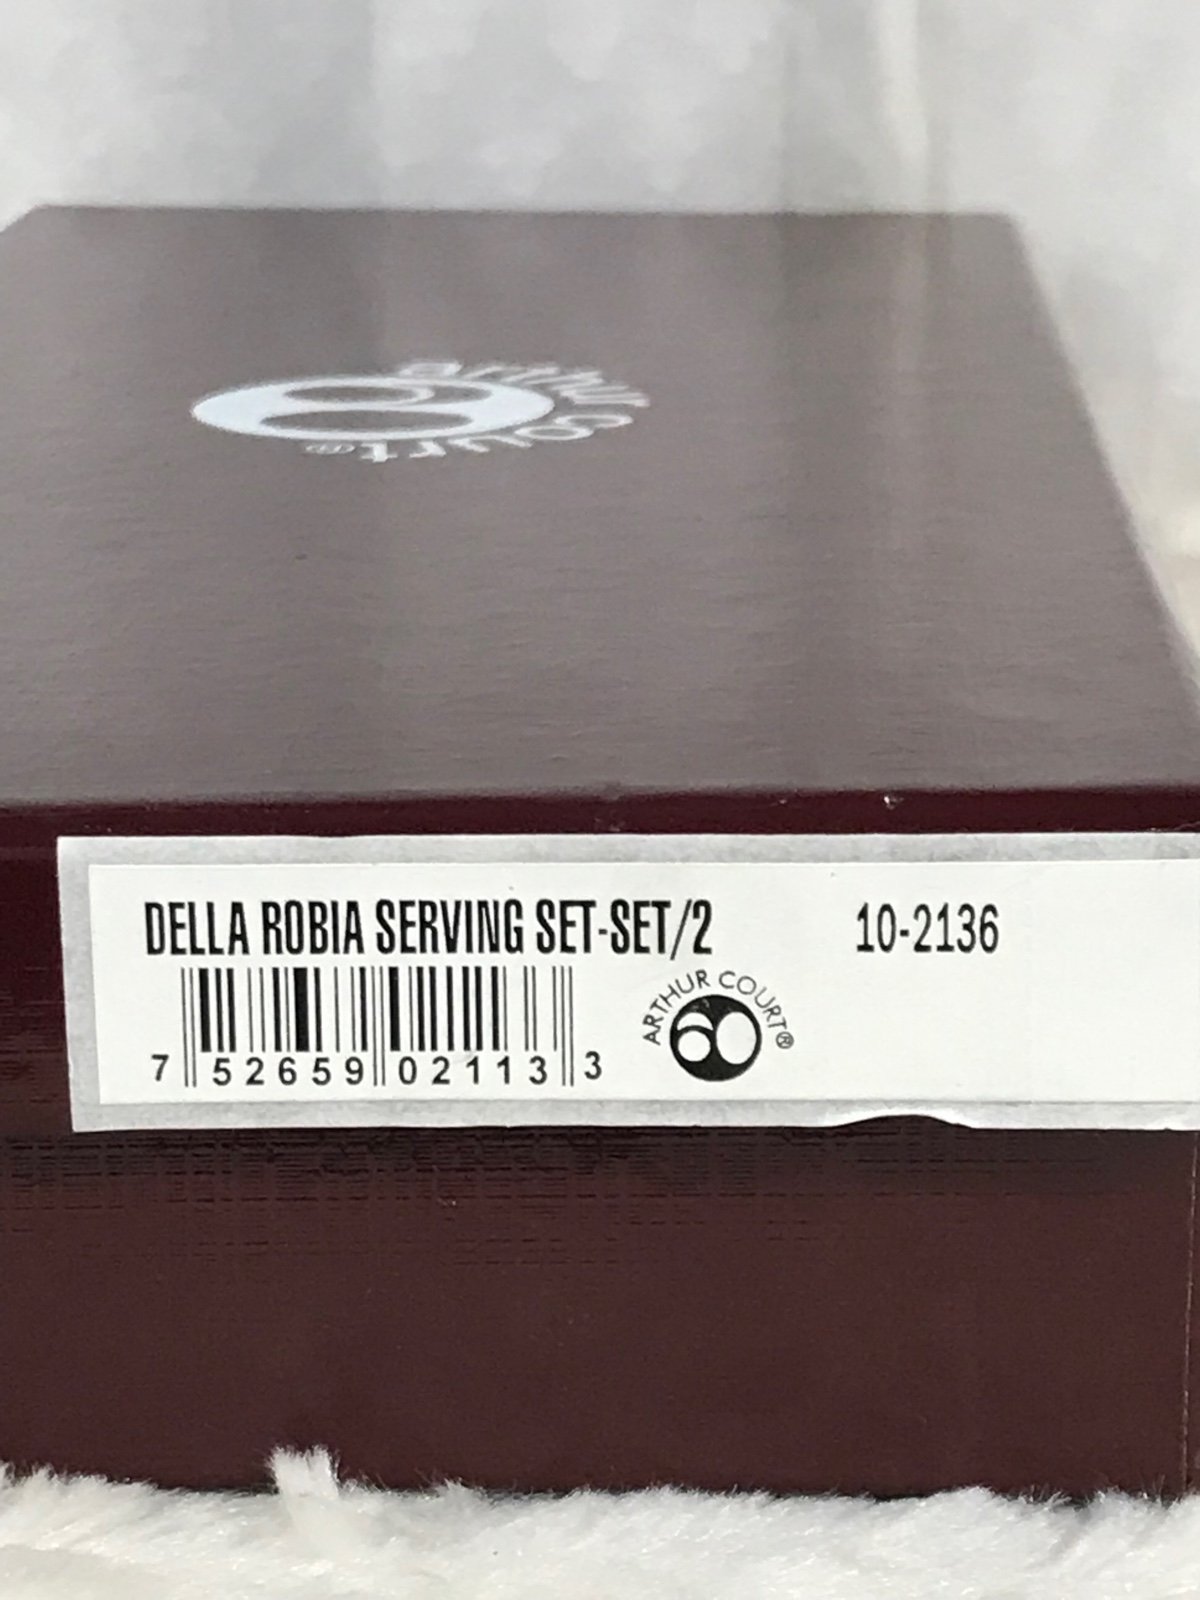 arthur court®
DELLA ROBIA SERVING SET-SET/2 10-2136
7 52659 02113 3
ARTHUR COURT®